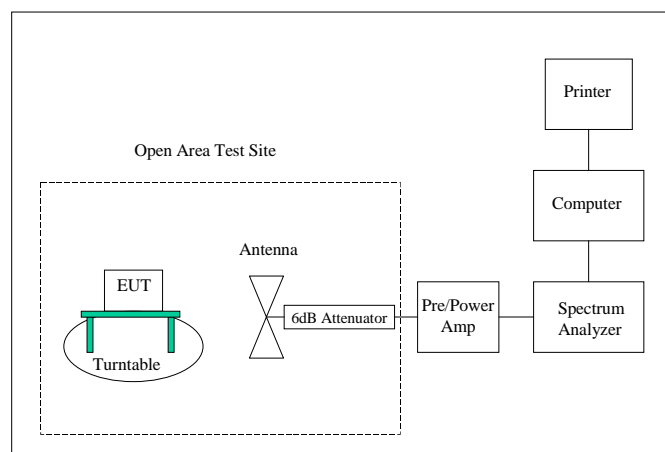 Printer
Open Area Test Site
Computer
Antenna
EUT
6dB Attenuator
Pre/Power
Amp
Spectrum
Analyzer
Turntable